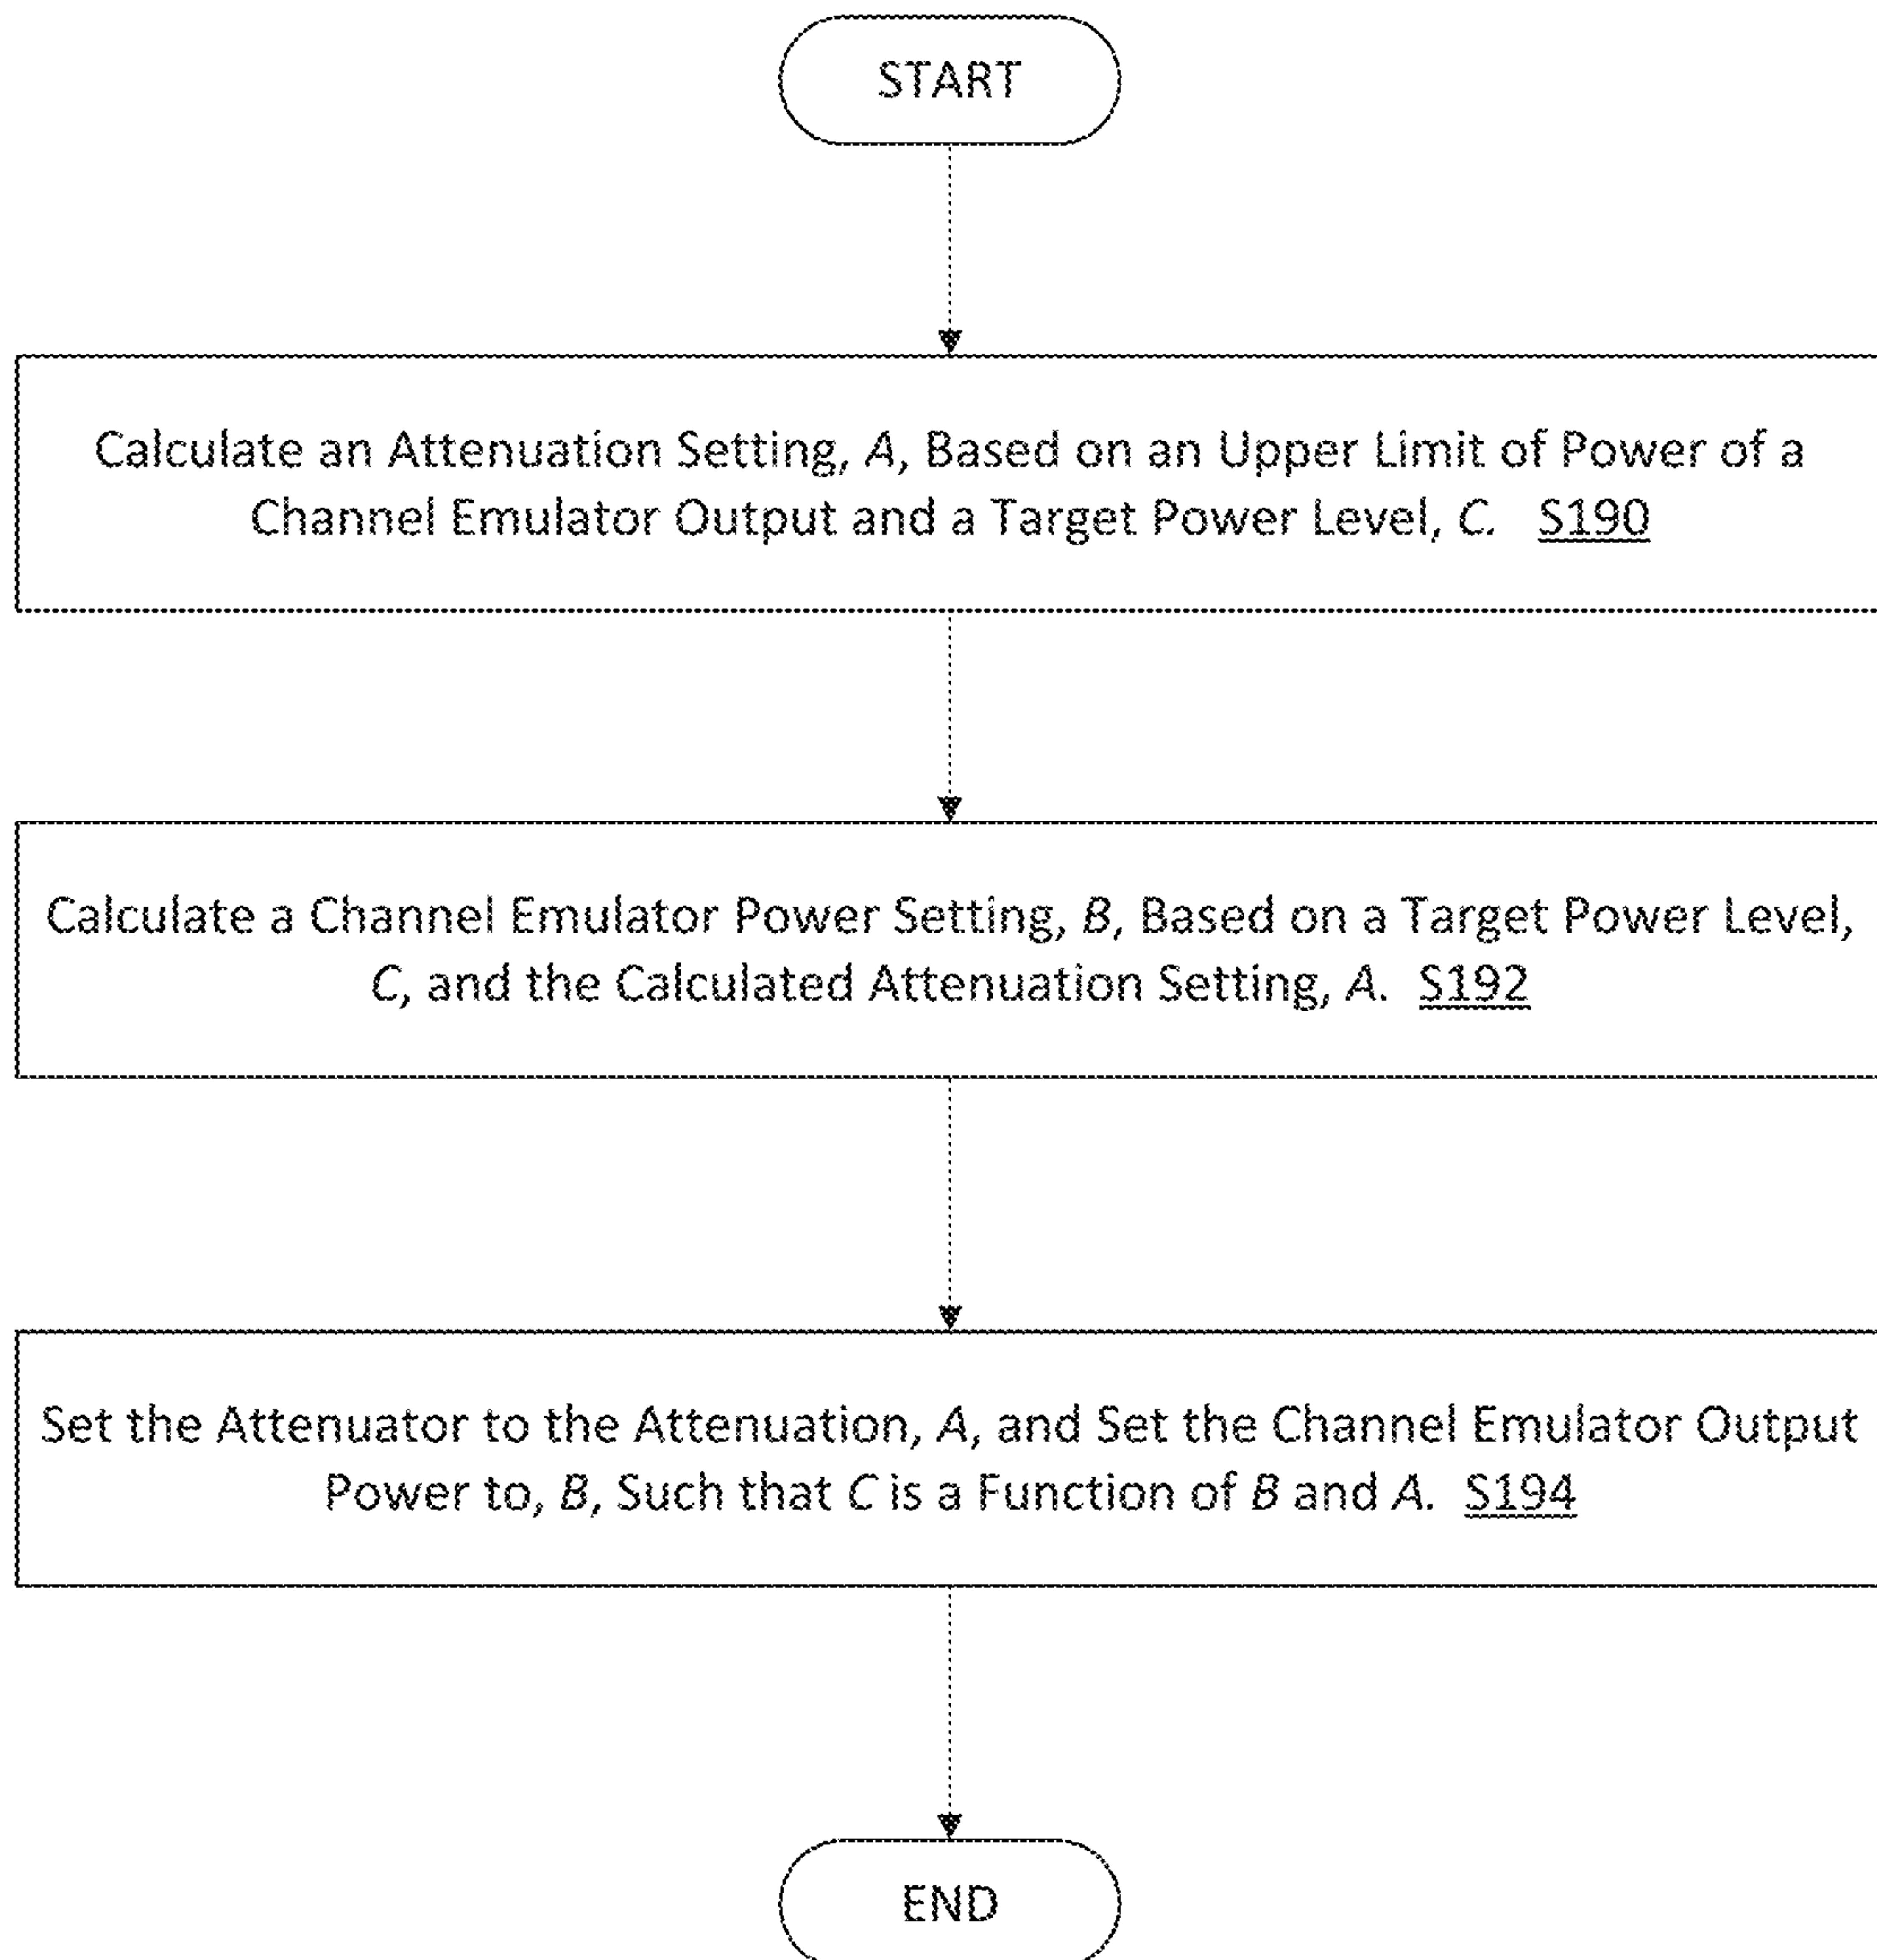 START
Calculate an Attenuation Setting, A, Based on an Upper Limit of Power of a
Channel Emulator Output and a Target Power Level, C. S190
Calculate a Channel Emulator Power Setting, B, Based on a Target Power Level,
C, and the Calculated Attenuation Setting, A. S192
Set the Attenuator to the Attenuation, A, and Set the Channel Emulator Output
Power to, B, Such that C is a Function of B and A. S194
END